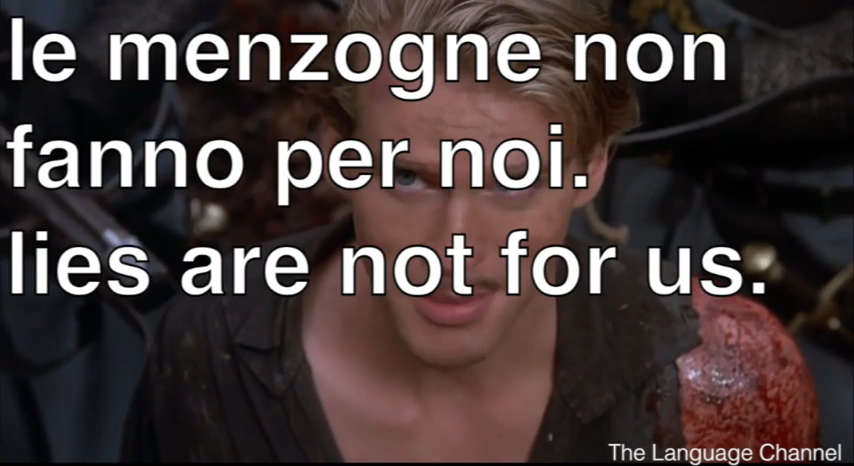 le menzogne non
fanno per noi.
lies are not for us.
The Language Channel